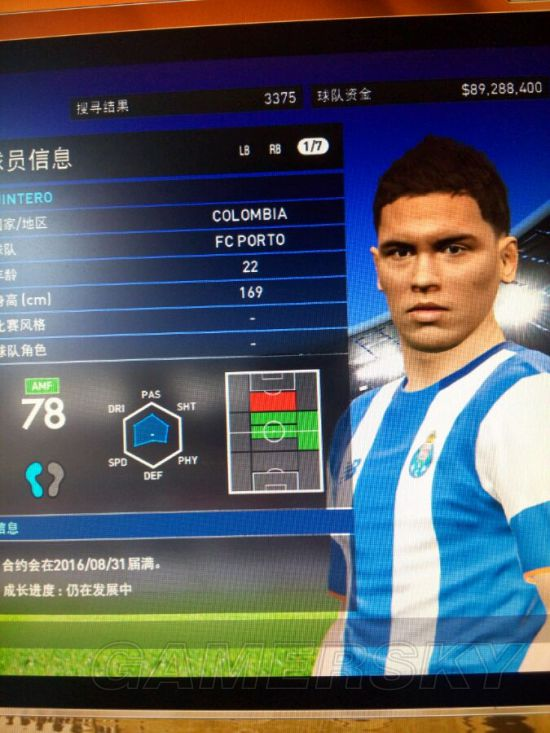 搜寻结果 3375 球队资金 $89,288,400
员信息 LB RB 1/7
INTERO
家/地区 COLOMBIA
队 FC PORTO
年龄 22
身高 (cm) 169
比赛风格 -
球队角色 -
AMF
78
PAS
DRI SHT
SPD PHY
DEF
信息
合约会在2016/08/31届满。
成长进度:仍在发展中
GAMERSKY